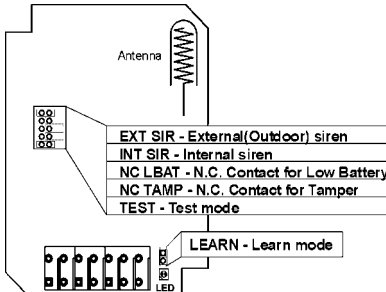 Antenna
EXT SIR - External(Outdoor) siren
INT SIR - Internal siren
NC LBAT - N.C. Contact for Low Battery
NC TAMP - N.C. Contact for Tamper
TEST - Test mode
LEARN - Learn mode
LED